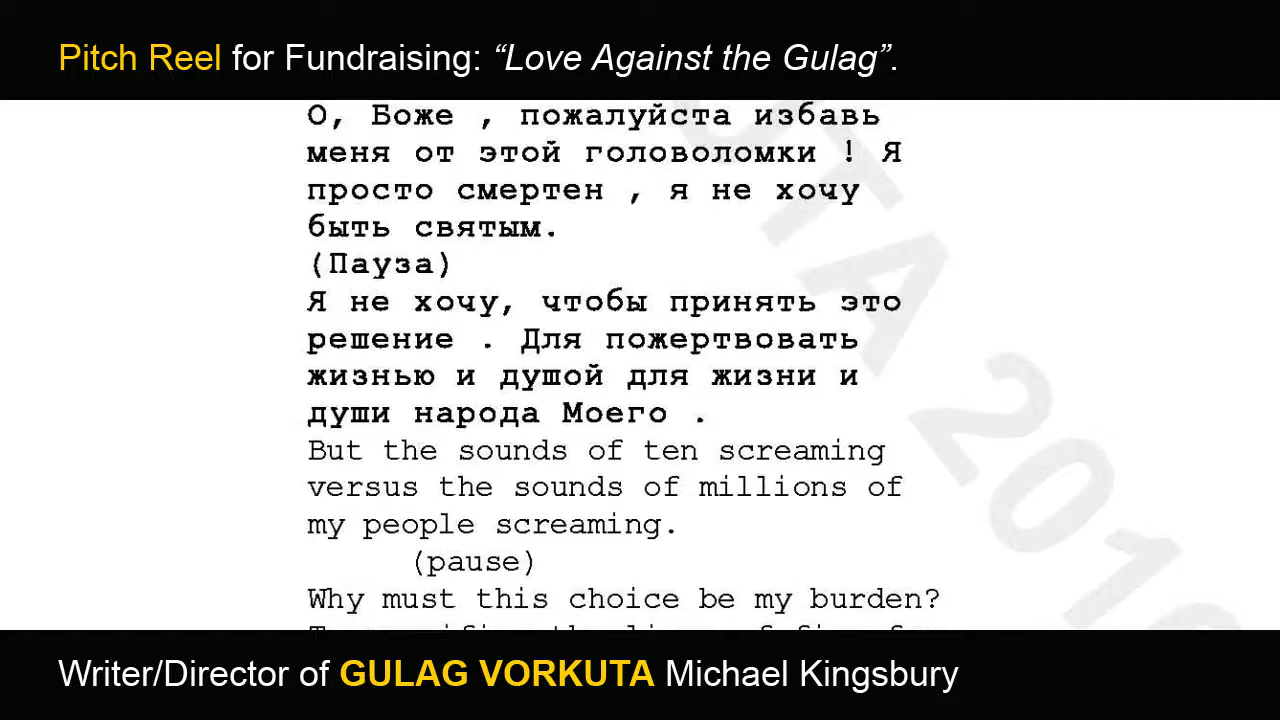 Pitch Reel for Fundraising: “Love Against the Gulag”.
О, Боже , пожалуйста избавь
меня от этой головоломки ! Я
просто смертен , я не хочу
быть святым.
(Пауза)
Я не хочу, чтобы принять это
решение . Для пожертвовать
жизнью и душой для жизни и
души народа Моего .
But the sounds of ten screaming
versus the sounds of millions of
my people screaming.
(pause)
Why must this choice be my burden?
Writer/Director of GULAG VORKUTA Michael Kingsbury